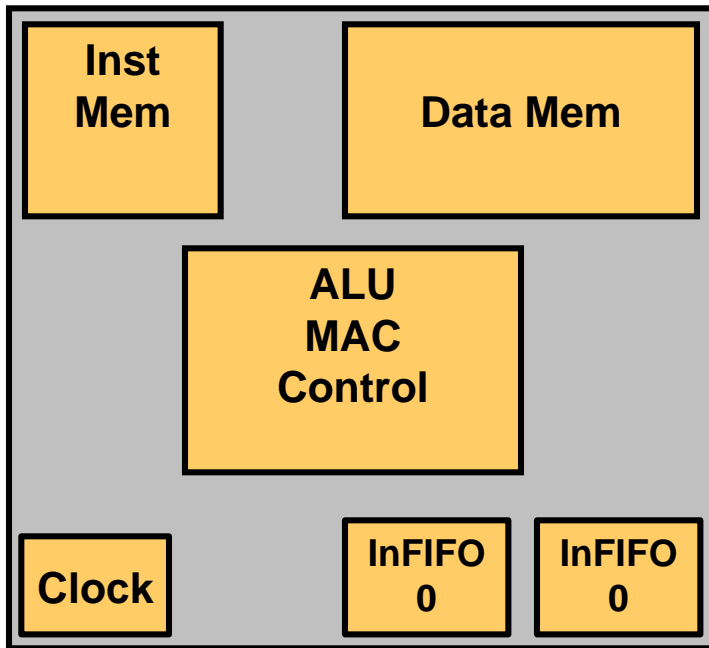 Inst
Mem
Data Mem
ALU
MAC
Control
Clock
InFIFO
0
InFIFO
0